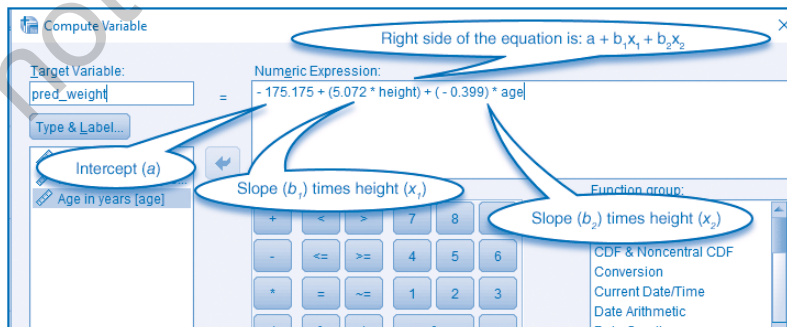 not
Compute Variable
Right side of the equation is: a + b₁x₁ + b₂x₂
Target Variable:
Numeric Expression:
pred_weight
=
- 175.175 + (5.072 * height) + ( - 0.399) * age
Type & Label...
Intercept (a)
Slope (b₁) times height (x₁)
Age in years [age]
Function group:
Slope (b₂) times height (x₂)
+ < > 7 8
- <= >= 4 5 6
* = ~= 1 2 3
CDF & Noncentral CDF
Conversion
Current Date/Time
Date Arithmetic